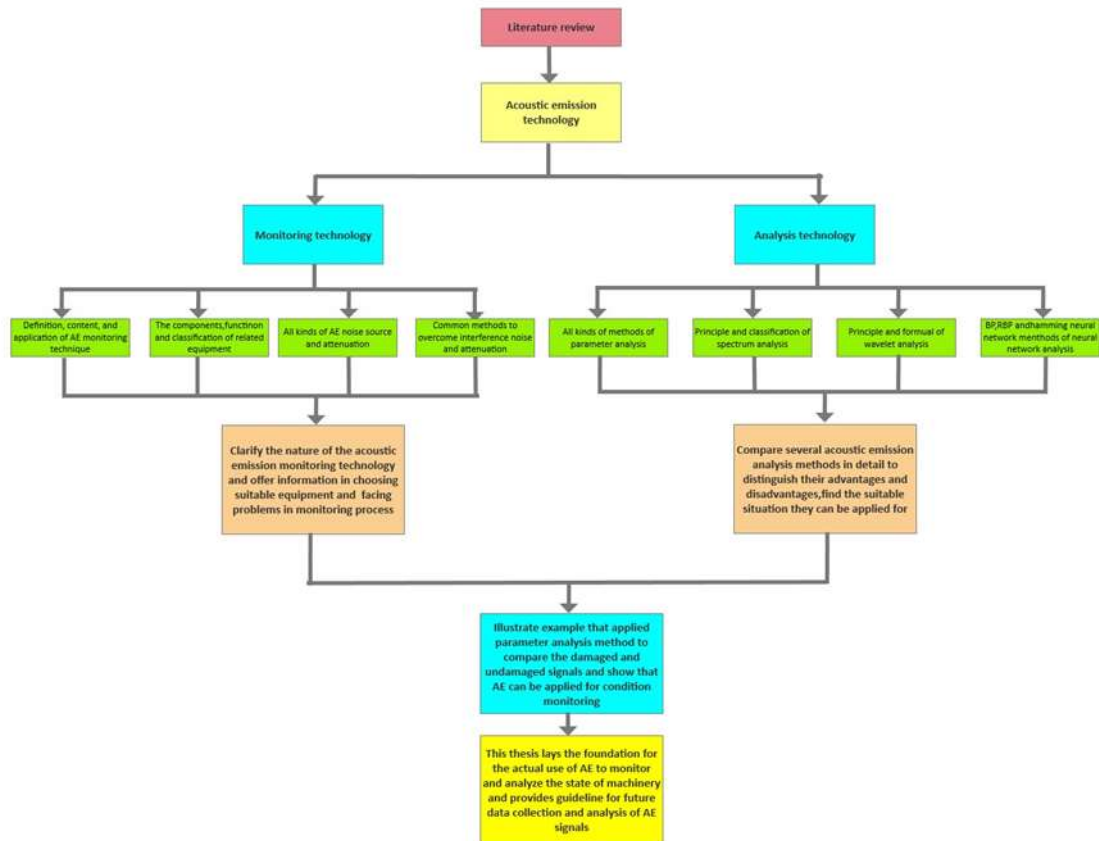 Literature review
Acoustic emission
technology
Monitoring technology
Analysis technology
Definition, content, and
application of AE monitoring
technique
The components,functinon
and classification of related
equipment
All kinds of AE noise source
and attenuation
Common methods to
overcome interference noise
and attenuation
All kinds of methods of
parameter analysis
Principle and classification of
spectrum analysis
Principle and formual of
wavelet analysis
BP,RBP andhamming neural
network menthods of neural
network analysis
Clarify the nature of the acoustic
emission monitoring technology
and offer information in choosing
suitable equipment and facing
problems in monitoring process
Compare several acoustic emission
analysis methods in detail to
distinguish their advantages and
disadvantages,find the suitable
situation they can be applied for
Illustrate example that applied
parameter analysis method to
compare the damaged and
undamaged signals and show that
AE can be applied for condition
monitoring
This thesis lays the foundation for
the actual use of AE to monitor
and analyze the state of machinery
and provides guideline for future
data collection and analysis of AE
signals